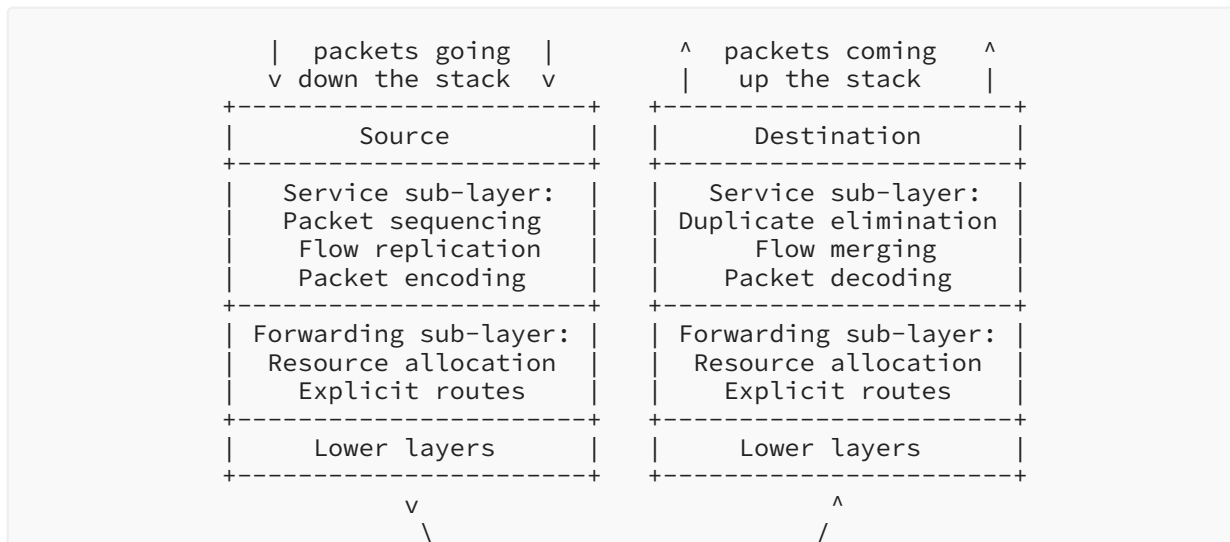 |  packets going  |        ^  packets coming   ^
v down the stack  v        |   up the stack    |
+-----------------------+   +-----------------------+
|        Source         |   |      Destination      |
+-----------------------+   +-----------------------+
|   Service sub-layer:  |   |   Service sub-layer:  |
|   Packet sequencing   |   | Duplicate elimination |
|    Flow replication   |   |      Flow merging     |
|    Packet encoding    |   |    Packet decoding    |
+-----------------------+   +-----------------------+
| Forwarding sub-layer: |   | Forwarding sub-layer: |
|  Resource allocation  |   |  Resource allocation  |
|    Explicit routes    |   |    Explicit routes    |
+-----------------------+   +-----------------------+
|     Lower layers      |   |     Lower layers      |
+-----------------------+   +-----------------------+
v                           ^
\                         /